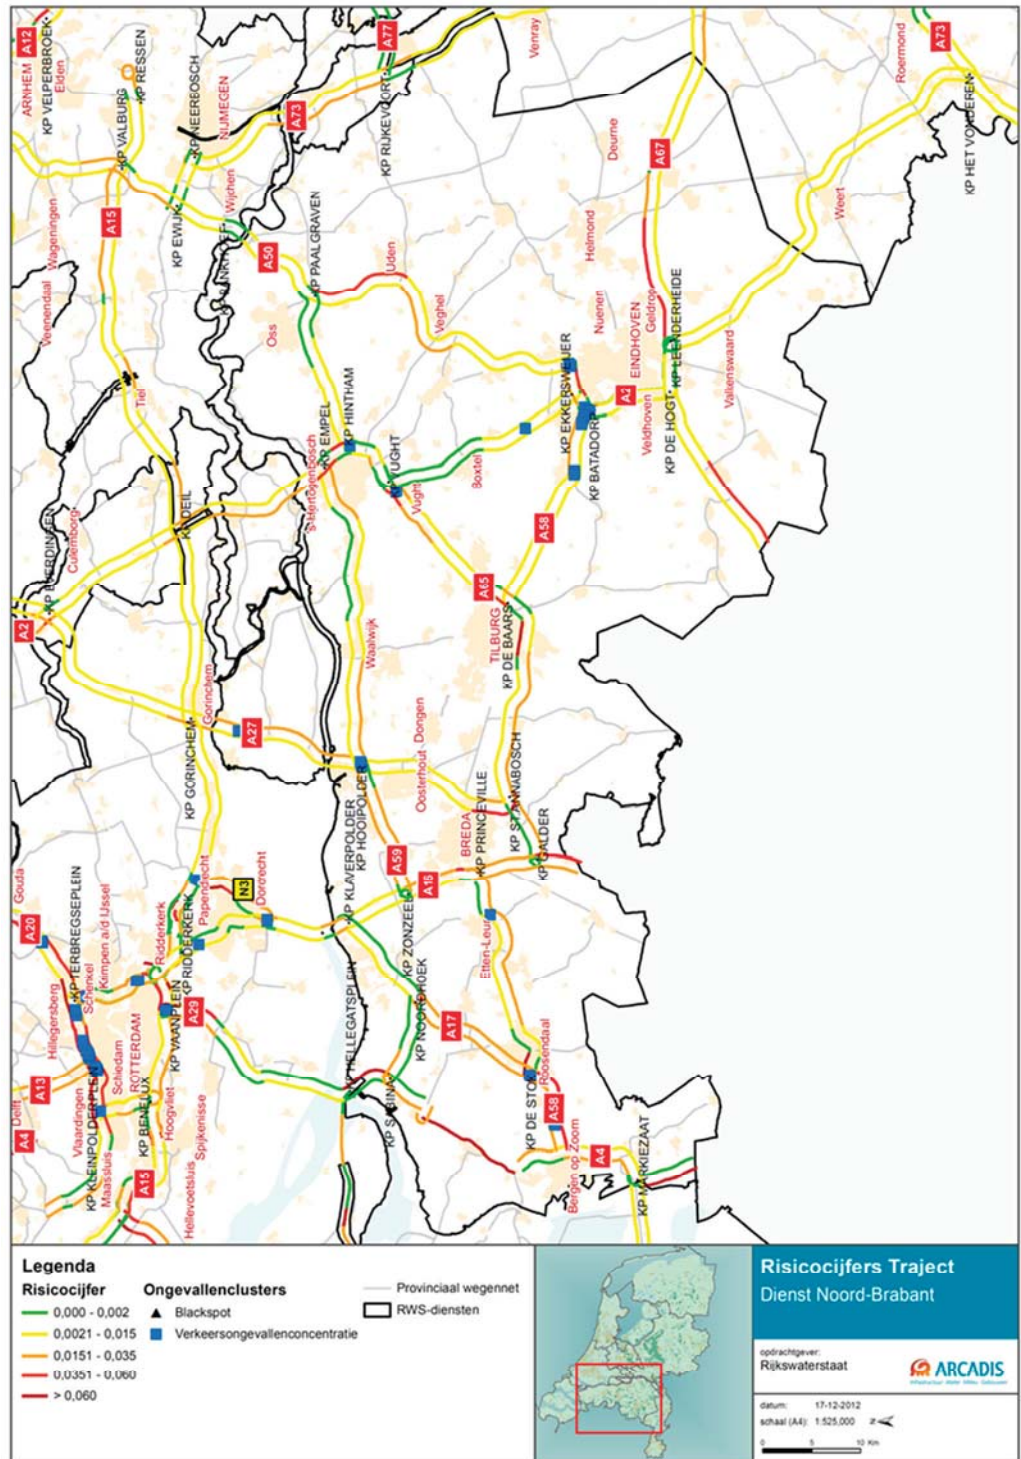 A12
ARNHEM
KP VELPERBROEK
Elden
KP RESSEN
KP VALBURG
KP NEERBOSCH
NIJMEGEN
A77
Venray
Roermond
A73
A73
KP RIJKEVOORT
Deurne
A67
KP HET VONDEREN
Weert
Wageningen
Veenendaal
A15
KP EWIJK
Wijchen
A50
KP PAALGRAVEN
Oss
Uden
Veghel
Helmond
Nuenen
Geldrop
EINDHOVEN
KP LEENDERHEIDE
Valkenswaard
Tiel
KP EMPEL
KP HINTHAM
's-Hertogenbosch
KP VUGHT
Vught
Boxtel
KP EKKERSWEIJER
A2
Veldhoven
KP DE HOGT
KP BATADORP
KP EVERDINGEN
Culemborg
KP DEIL
A2
A58
A65
TILBURG
KP DE BAARS
Waalwijk
Gorinchem
KP GORINCHEM
A27
Dongen
Oosterhout
KP HOOIPOLDER
KP KLAVERPOLDER
KP PRINCEVILLE
BREDA
KP ST.ANNABOSCH
KP GALDER
A59
A16
Gouda
A20
KP TERBREGSEPLEIN
Schenkel
Krimpen a/d IJssel
Hillegersberg
Ridderkerk
Papendrecht
KP RIDDERKERK
N3
Dordrecht
KP ZONZEEL
Etten-Leur
KP NOORDHOEK
A17
A29
KP VAANPLEIN
ROTTERDAM
Schiedam
A13
Delft
A4
Vlaardingen
KP KLEINPOLDERPLEIN
Maassluis
KP BENELUX
Hoogvliet
Spijkenisse
A15
Hellevoetsluis
KP HELLEGATSPLEIN
KP SABINA
KP DE STOK
Roosendaal
A58
Bergen op Zoom
A4
KP MARKIEZAAT
Legenda
Risicocijfer
0,000 - 0,002
0,0021 - 0,015
0,0151 - 0,035
0,0351 - 0,060
> 0,060
Ongevallenclusters
Blackspot
Verkeersongevallenconcentratie
Provinciaal wegennet
RWS-diensten
Risicocijfers Traject
Dienst Noord-Brabant
opdrachtgever:
Rijkswaterstaat
ARCADIS
datum: 17-12-2012
schaal (A4): 1:525,000
0 5 10 Km